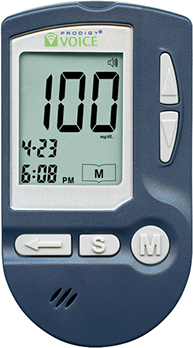 PRODIGY®
VOICE
100
mg/dL
4-23
6:08 PM
M
S
M